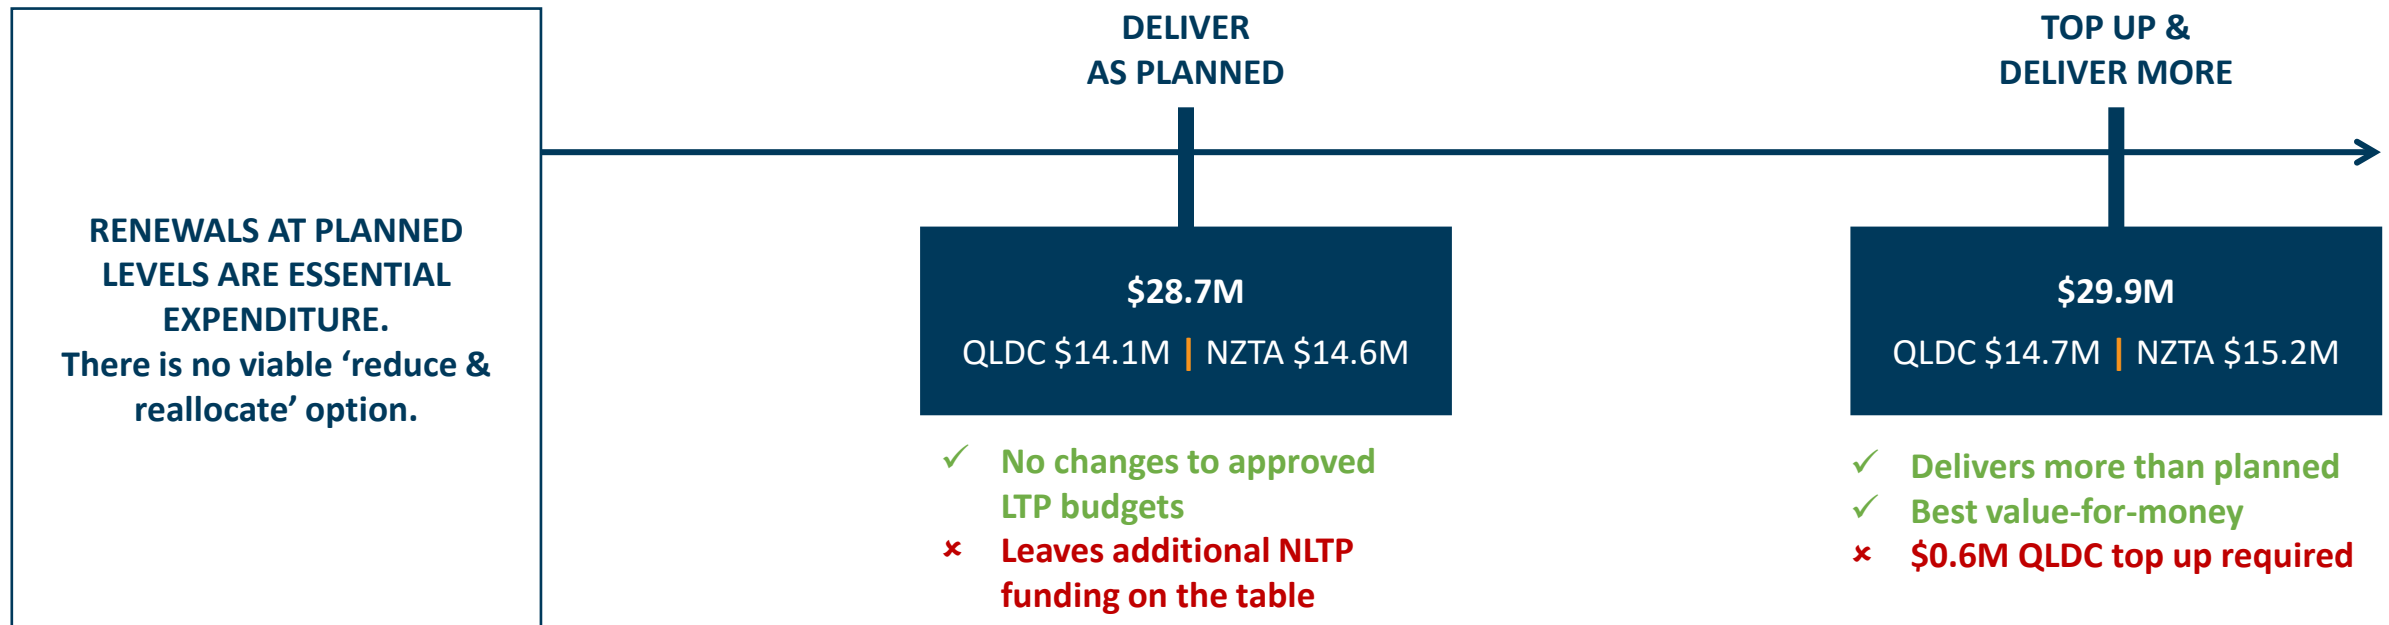 RENEWALS AT PLANNED
LEVELS ARE ESSENTIAL
EXPENDITURE.
There is no viable ‘reduce &
reallocate’ option.
DELIVER
AS PLANNED
$28.7M
QLDC $14.1M | NZTA $14.6M
✓ No changes to approved
LTP budgets
× Leaves additional NLTP
funding on the table
TOP UP &
DELIVER MORE
$29.9M
QLDC $14.7M | NZTA $15.2M
✓ Delivers more than planned
✓ Best value-for-money
× $0.6M QLDC top up required